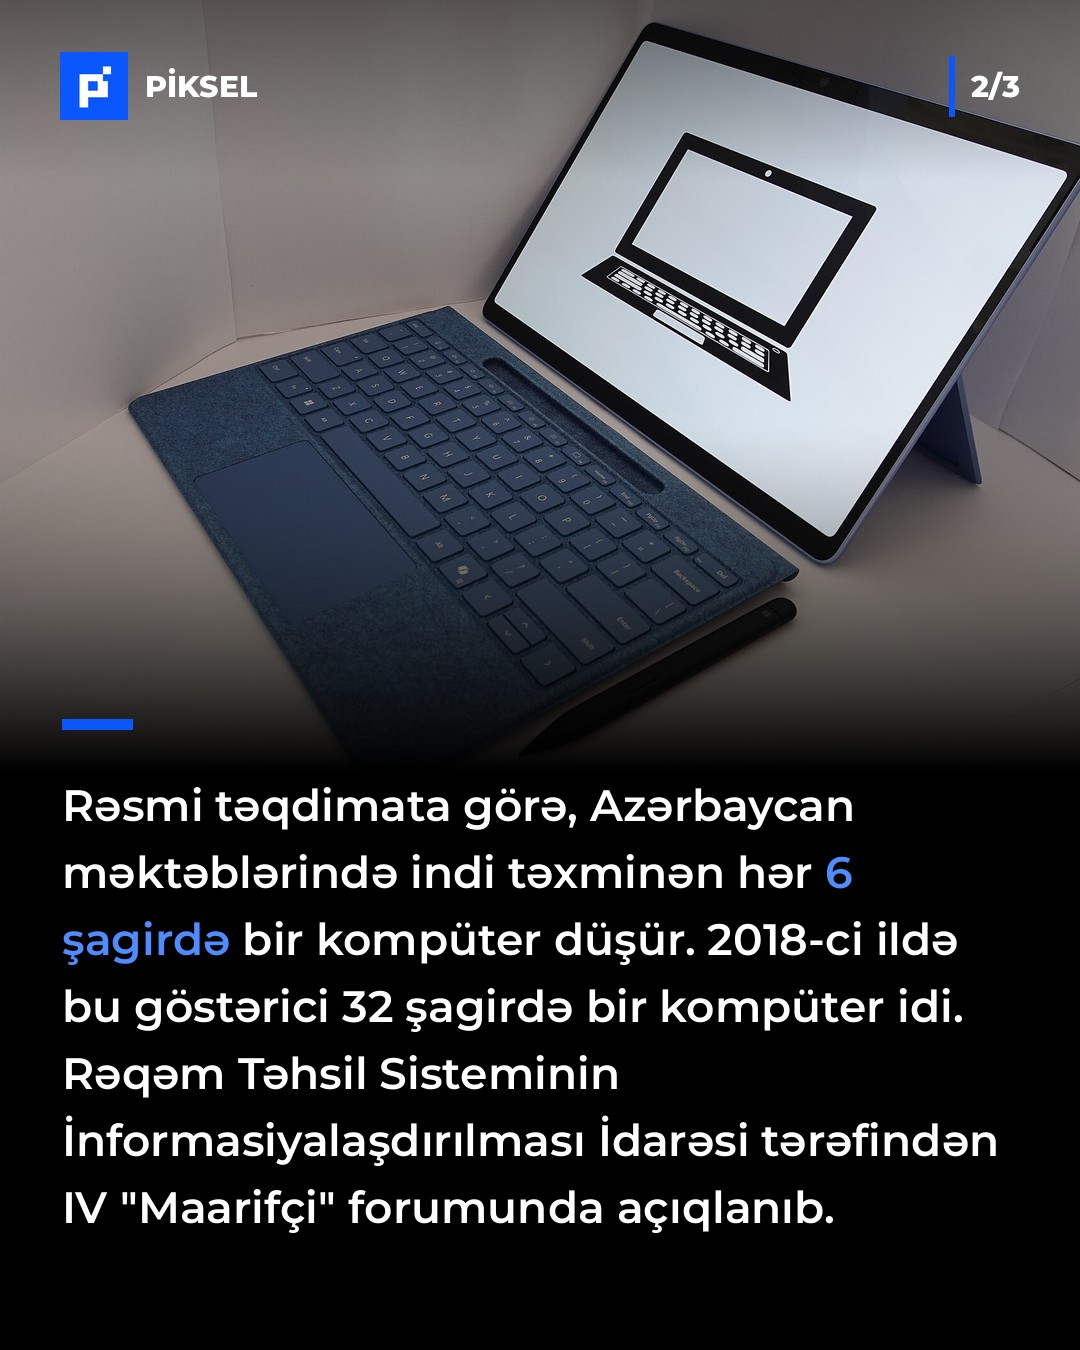 PİKSEL
2/3
Rəsmi təqdimata görə, Azərbaycan
məktəblərində indi təxminən hər 6
şagirdə bir kompüter düşür. 2018-ci ildə
bu göstərici 32 şagirdə bir kompüter idi.
Rəqəm Təhsil Sisteminin
İnformasiyalaşdırılması İdarəsi tərəfindən
IV "Maarifçi" forumunda açıqlanıb.